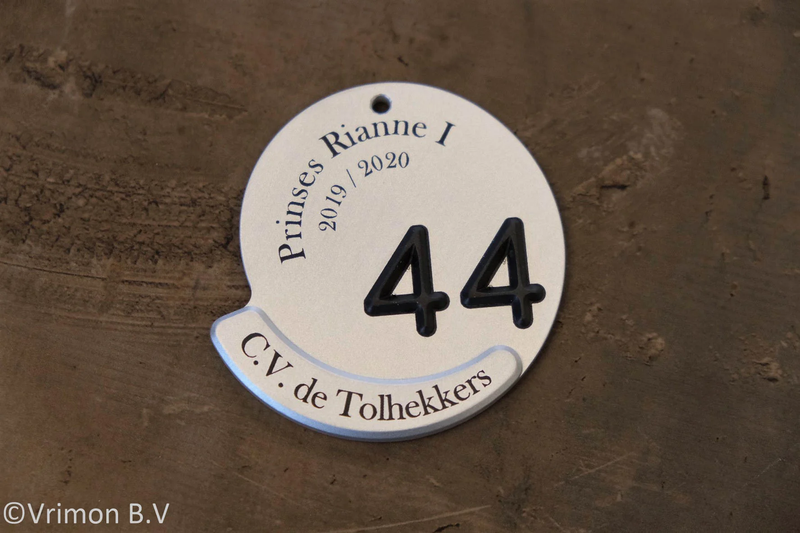 Prinses Rianne I
2019 / 2020
44
C.V. de Tolhekkers
©Vrimon B.V